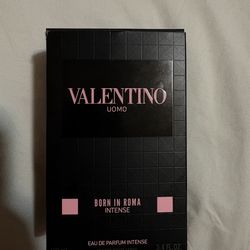 VALENTINO
UOMO
BORN IN ROMA
INTENSE
EAU DE PARFUM INTENSE